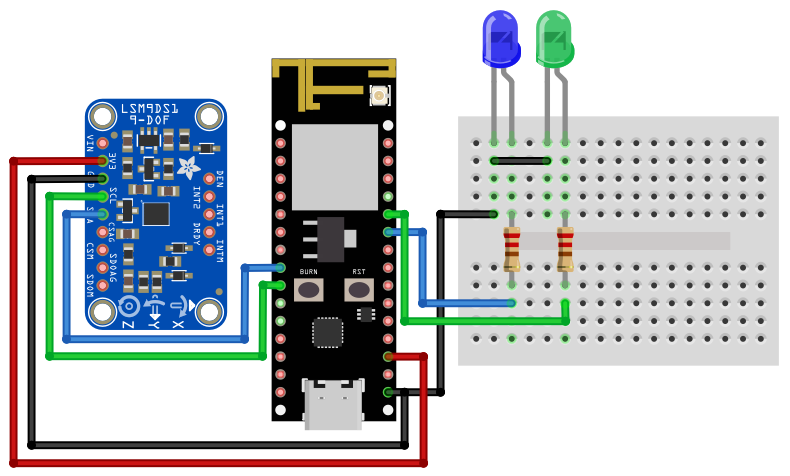 LSM9DS1
9-DOF
VIN
3V3
GND
SCL
SDA
CSAG
CSM
SDOAG
SDOM
DEN
INT2
INT1
DRDY
INTM
Z
Y
X
BURN
RST